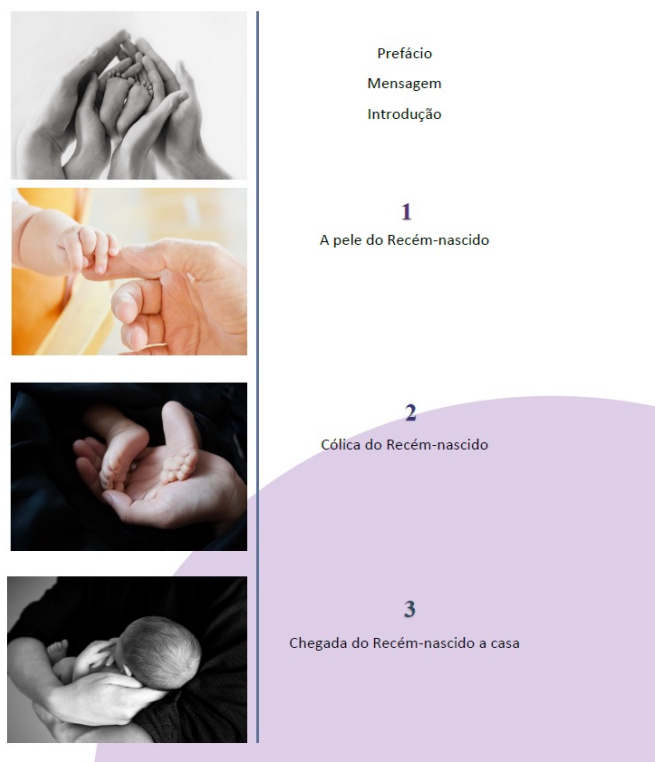 Prefácio
Mensagem
Introdução
1
A pele do Recém-nascido
2
Cólica do Recém-nascido
3
Chegada do Recém-nascido a casa